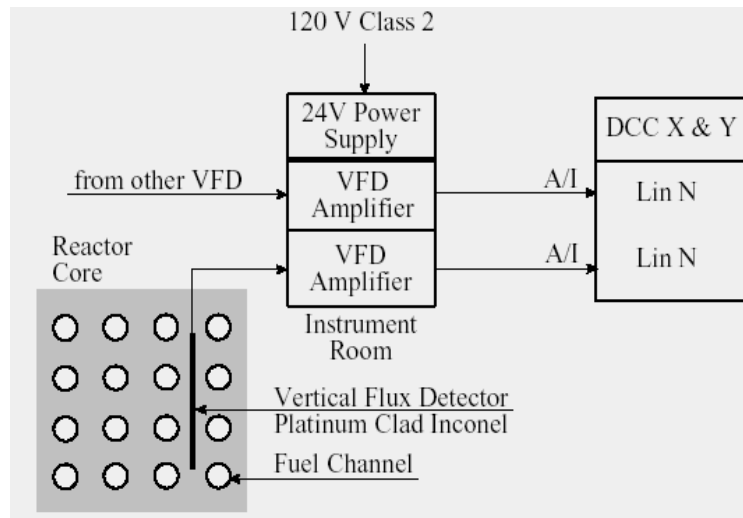 120 V Class 2
24V Power
Supply
DCC X & Y
from other VFD
VFD
Amplifier
A/I
Lin N
Reactor
Core
VFD
Amplifier
A/I
Lin N
Instrument
Room
Vertical Flux Detector
Platinum Clad Inconel
Fuel Channel